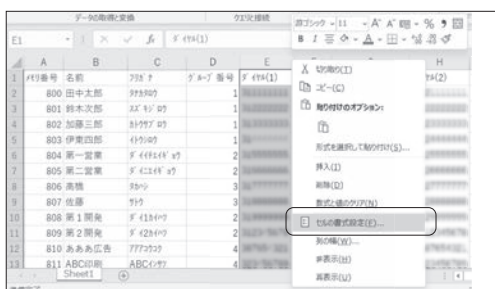 データの取得と変換 クエリと接続
游ゴシック 11 A^ A˅ % 9
B I A
E1 fx ﾀﾞｲﾔﾙ(1)
A B C D E H
1 ﾒﾓﾘ番号 名前 ﾌﾘｶﾞﾅ ｸﾞﾙｰﾌﾟ番号 ﾀﾞｲﾔﾙ(1) ﾔﾙ(2)
2 800 田中太郎 ﾀﾅｶﾀﾛｳ 1
3 801 鈴木次郎 ｽｽﾞｷｼﾞﾛｳ 1
4 802 加藤三郎 ｶﾄｳｻﾌﾞﾛｳ 1
5 803 伊東四郎 ｲﾄｳｼﾛｳ 1
6 804 第一営業 ﾀﾞｲｲﾁｴｲｷﾞｮｳ 2
7 805 第二営業 ﾀﾞｲﾆｴｲｷﾞｮｳ 2
8 806 高橋 ﾀｶﾊｼ 3
9 807 佐藤 ｻﾄｳ 3
10 808 第１開発 ﾀﾞｲ1ｶｲﾊﾂ 2
11 809 第２開発 ﾀﾞｲ2ｶｲﾊﾂ 2
12 810 あああ広告 ｱｱｱｺｳｺｸ 4
13 811 ABC印刷 ABCｲﾝｻﾂ 4
Sheet1
切り取り(T)
コピー(C)
貼り付けのオプション:
形式を選択して貼り付け(S)...
挿入(I)
削除(D)
数式と値のクリア(N)
セルの書式設定(F)...
列の幅(W)...
非表示(H)
再表示(U)